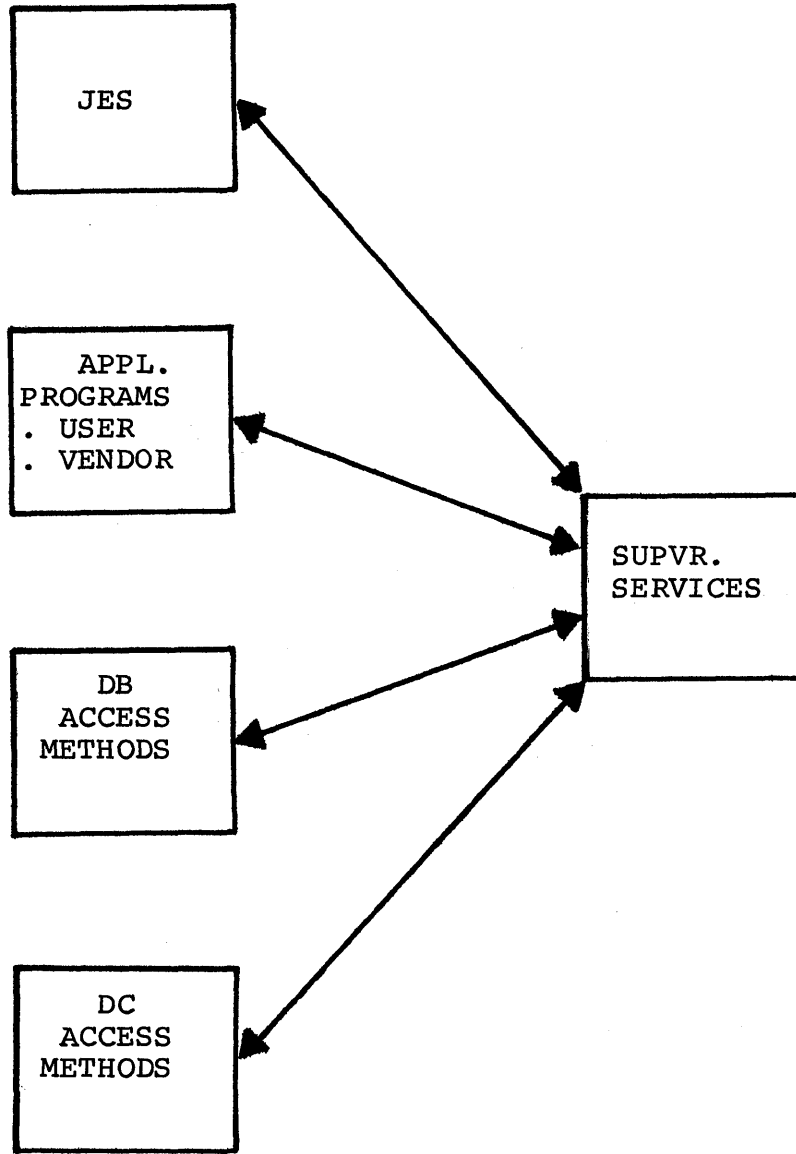 JES
APPL.
PROGRAMS
. USER
. VENDOR
SUPVR.
SERVICES
DB
ACCESS
METHODS
DC
ACCESS
METHODS